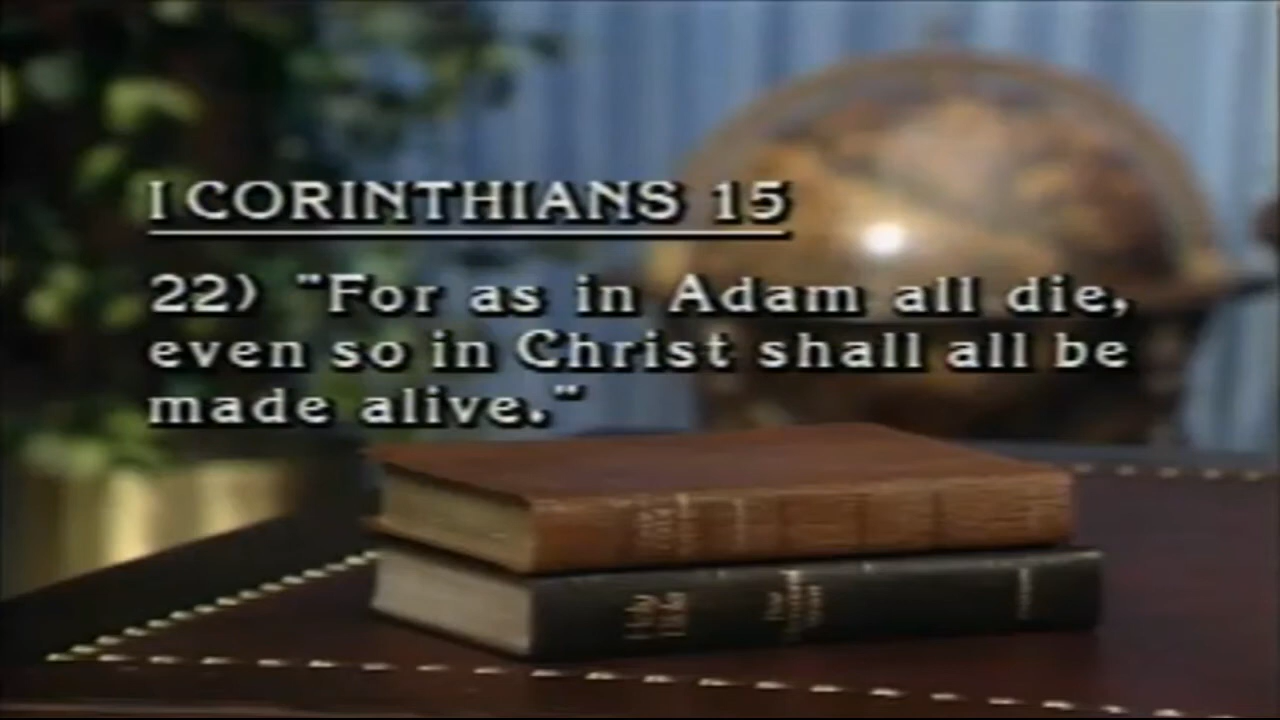 I CORINTHIANS 15
22) "For as in Adam all die,
even so in Christ shall all be
made alive."